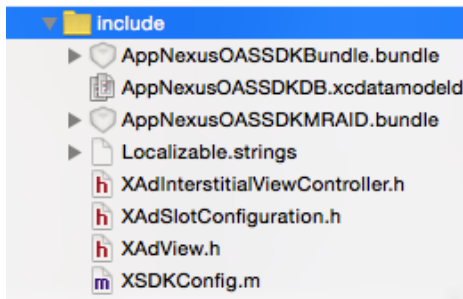 include
AppNexusOASSDKBundle.bundle
AppNexusOASSDKDB.xcdatamodeld
AppNexusOASSDKMRAID.bundle
Localizable.strings
h XAdInterstitialViewController.h
h XAdSlotConfiguration.h
h XAdView.h
m XSDKConfig.m